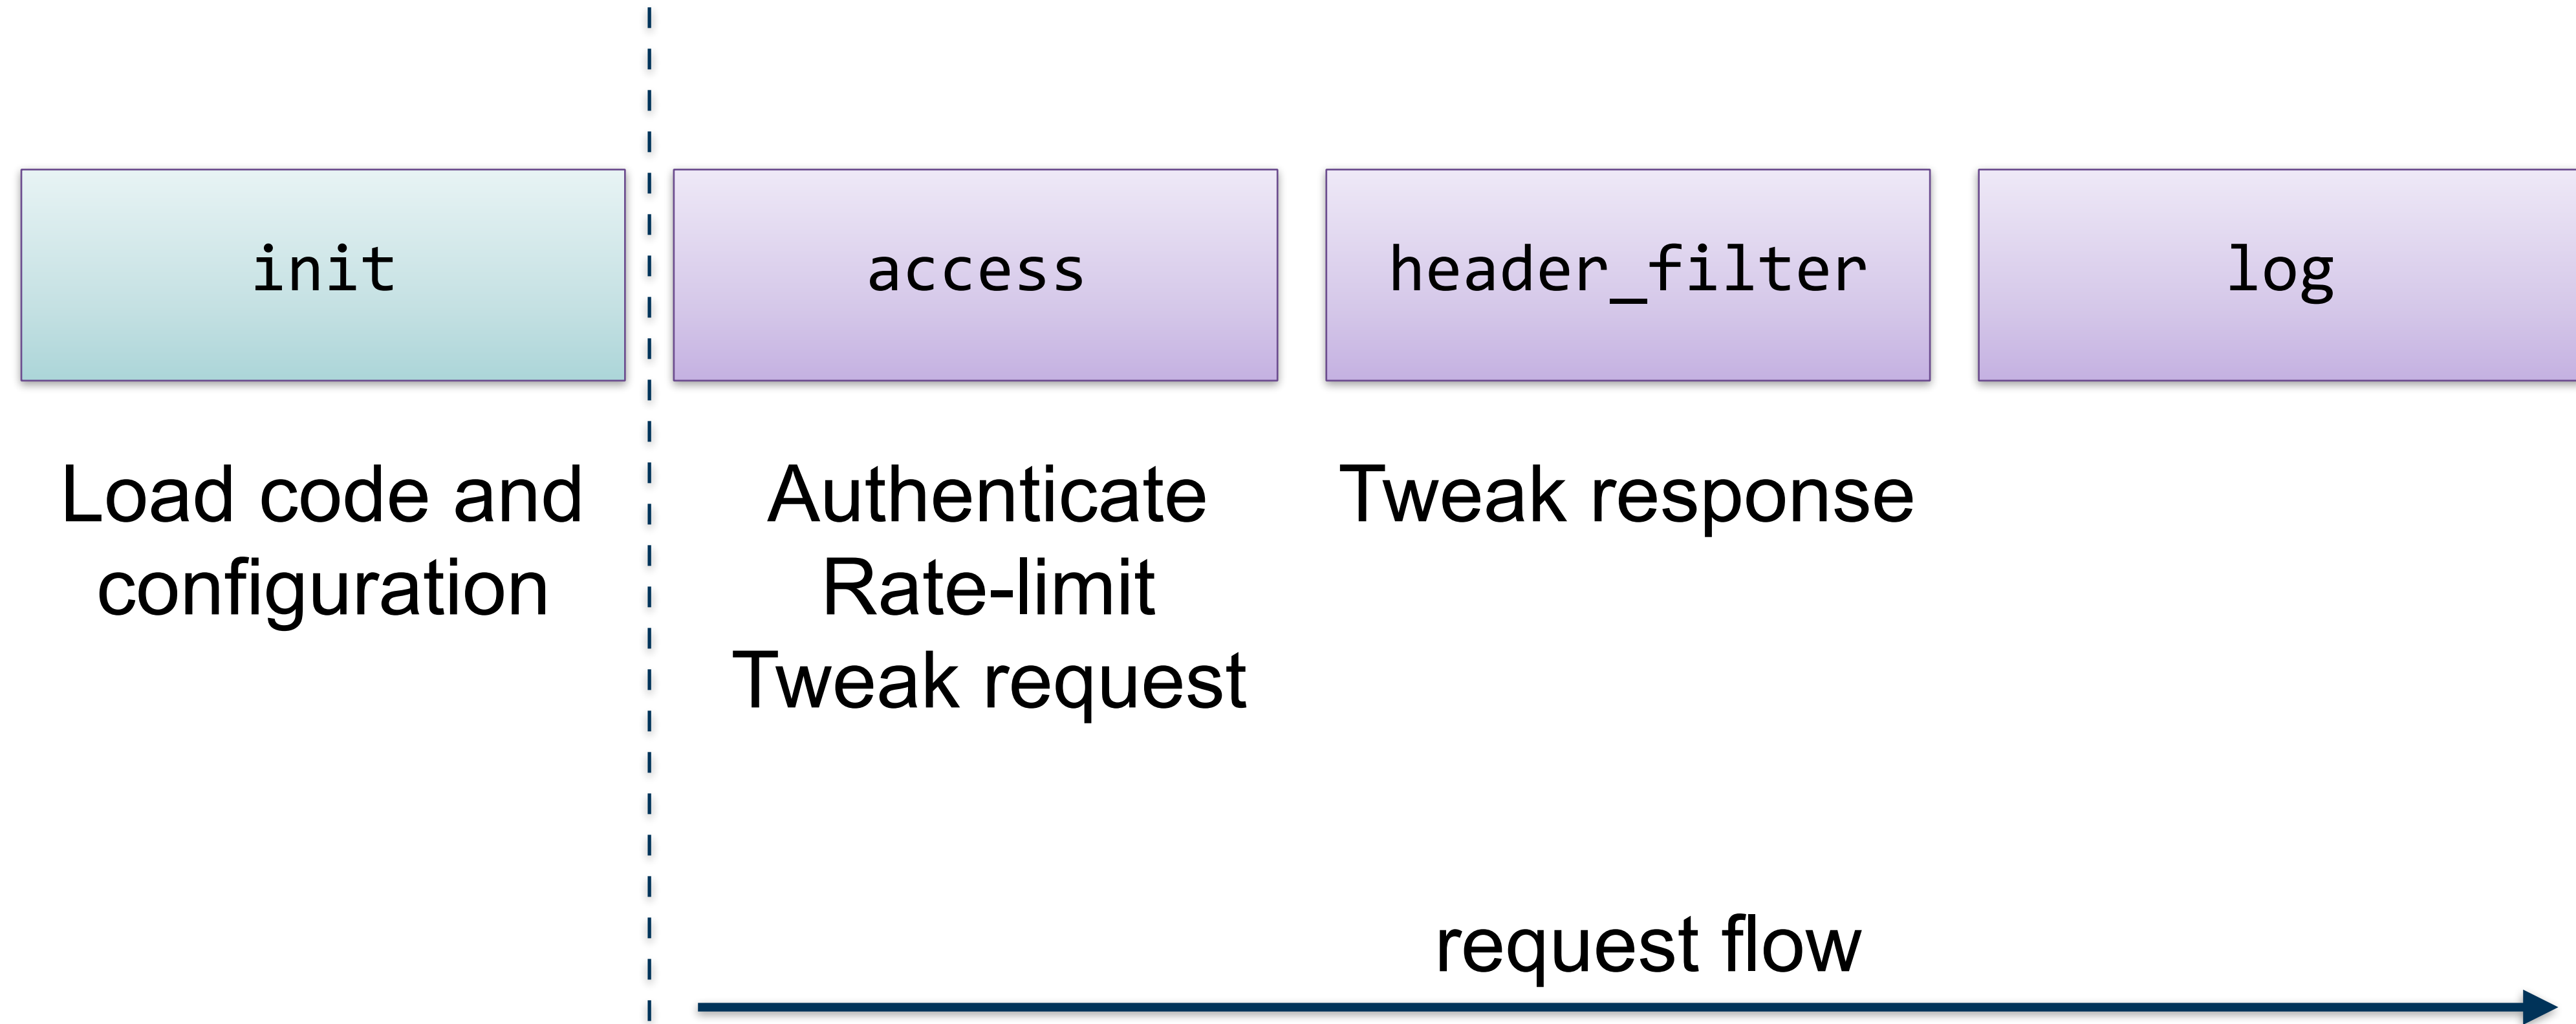 init
access
header_filter
log
Load code and
configuration
Authenticate
Rate-limit
Tweak request
Tweak response
request flow